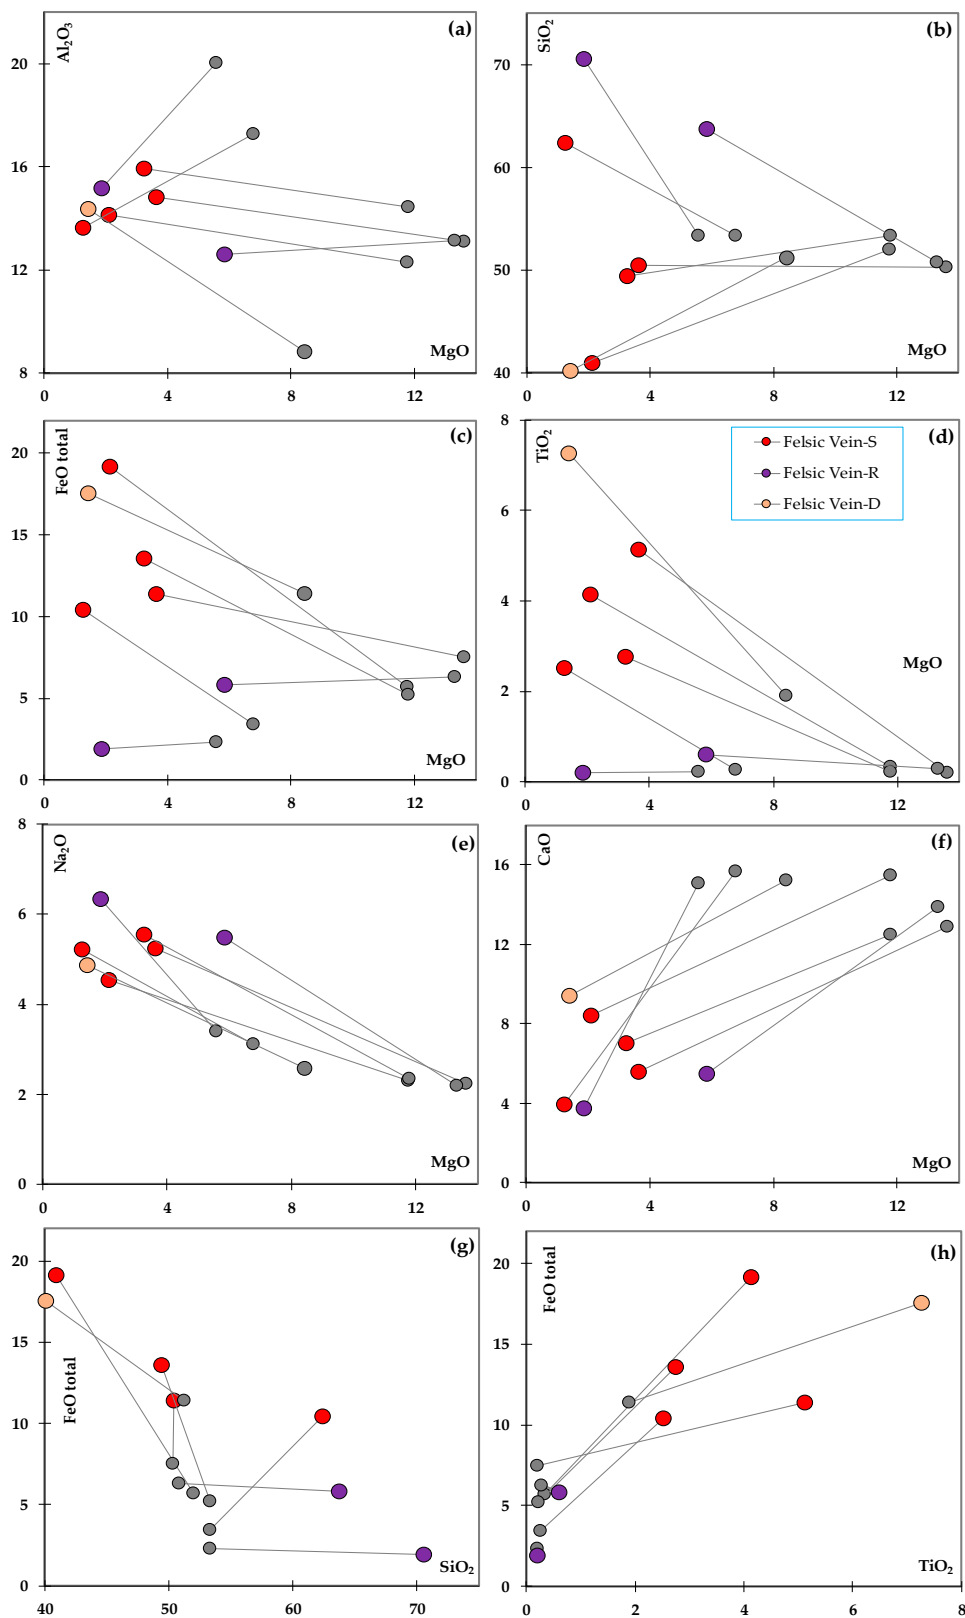 (a)
Al₂O₃
20
16
12
8
MgO
0 4 8 12
(b)
SiO₂
70
60
50
40
MgO
0 4 8 12
(c)
FeO total
20
15
10
5
0
MgO
0 4 8 12
(d)
TiO₂
8
6
4
2
0
Felsic Vein-S
Felsic Vein-R
Felsic Vein-D
MgO
0 4 8 12
(e)
Na₂O
8
6
4
2
0
MgO
0 4 8 12
(f)
CaO
16
12
8
4
0
MgO
0 4 8 12
(g)
20
15
FeO total
10
5
0
SiO₂
40 50 60 70
(h)
FeO total
20
15
10
5
0
TiO₂
0 2 4 6 8